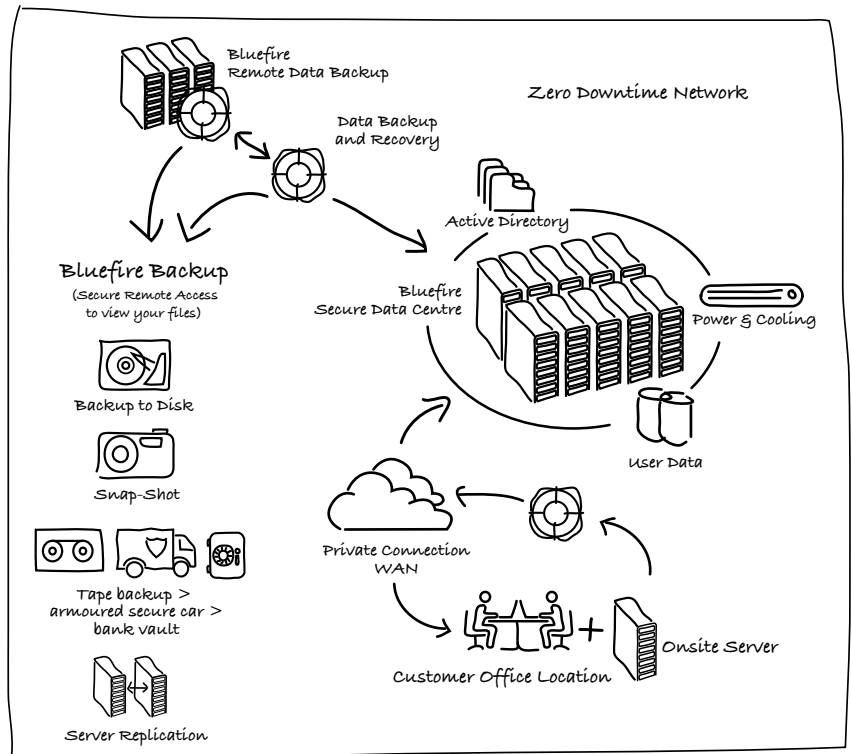 Bluefire
Remote Data Backup
Zero Downtime Network
Data Backup
and Recovery
Active Directory
Bluefire Backup
(Secure Remote Access
to view your files)
Bluefire
Secure Data Centre
Power & Cooling
Backup to Disk
User Data
Snap-Shot
Private Connection
WAN
Tape backup >
armoured secure car >
bank vault
Onsite Server
Customer Office Location
Server Replication